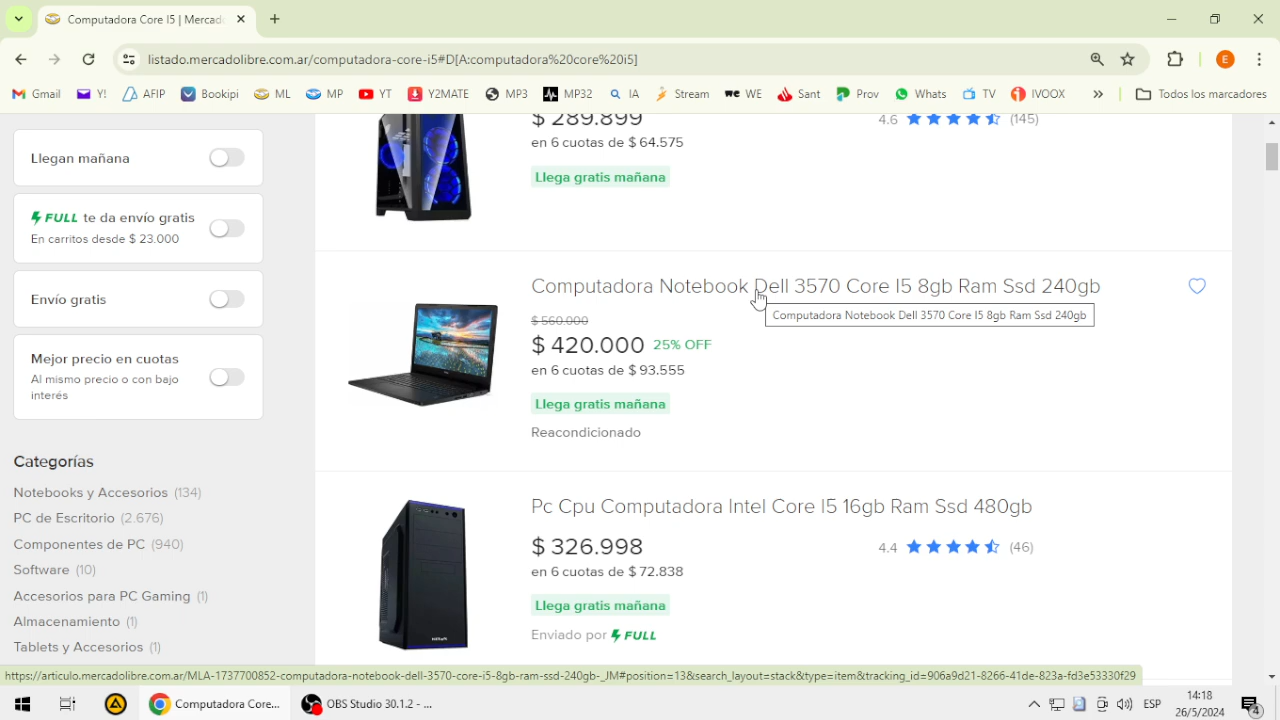 Computadora Core I5 | Mercad
listado.mercadolibre.com.ar/computadora-core-i5#D[A:computadora%20core%20i5]
E
Gmail Y! AFIP Bookipi ML MP YT Y2MATE MP3 MP32 IA Stream we WE Sant Prov Whats TV IVOOX » Todos los marcadores
Llegan mañana
FULL te da envío gratis
En carritos desde $ 23.000
Envío gratis
Mejor precio en cuotas
Al mismo precio o con bajo
interés
Categorías
Notebooks y Accesorios (134)
PC de Escritorio (2.676)
Componentes de PC (940)
Software (10)
Accesorios para PC Gaming (1)
Almacenamiento (1)
Tablets y Accesorios (1)
$ 289.899
4.6 (145)
en 6 cuotas de $ 64.575
Llega gratis mañana
Computadora Notebook Dell 3570 Core I5 8gb Ram Ssd 240gb
Computadora Notebook Dell 3570 Core I5 8gb Ram Ssd 240gb
$ 560.000
$ 420.000 25% OFF
en 6 cuotas de $ 93.555
Llega gratis mañana
Reacondicionado
Pc Cpu Computadora Intel Core I5 16gb Ram Ssd 480gb
$ 326.998
4.4 (46)
en 6 cuotas de $ 72.838
Llega gratis mañana
Enviado por FULL
https://articulo.mercadolibre.com.ar/MLA-1737700852-computadora-notebook-dell-3570-core-i5-8gb-ram-ssd-240gb-_JM#position=13&search_layout=stack&type=item&tracking_id=906a9d21-8266-41de-823a-fd3e53330f29
Computadora Core... OBS Studio 30.1.2 - ... ESP 14:18
26/5/2024
4